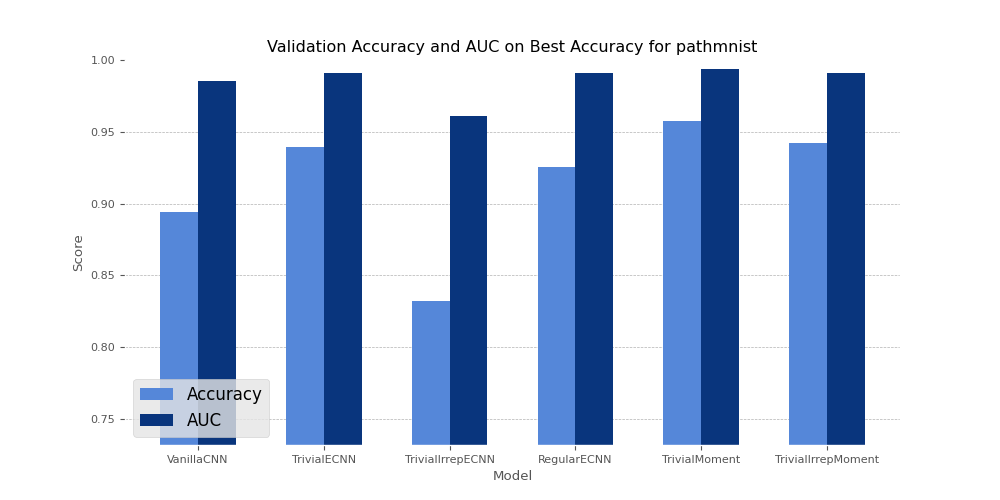 Validation Accuracy and AUC on Best Accuracy for pathmnist
1.00
0.95
0.90
0.85
0.80
0.75
Score
Accuracy
AUC
VanillaCNN TrivialECNN TrivialIrrepECNN RegularECNN TrivialMoment TrivialIrrepMoment
Model